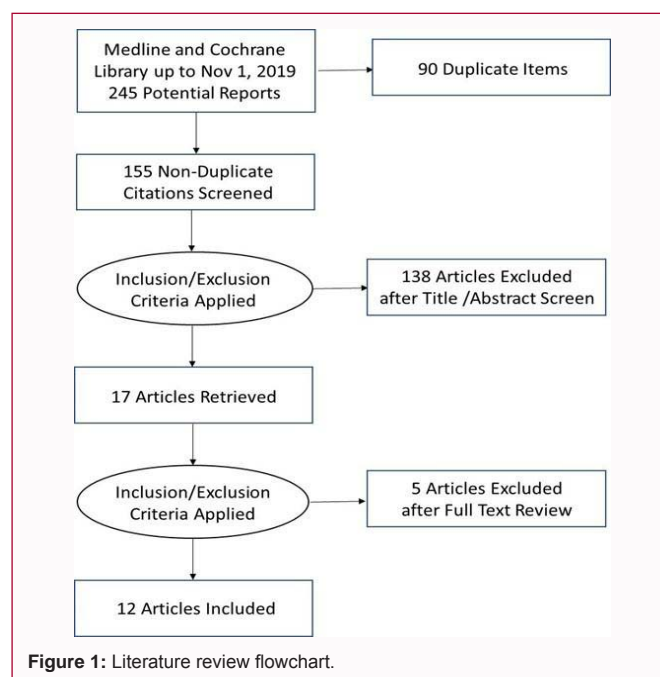 Medline and Cochrane
Library up to Nov 1, 2019
245 Potential Reports
90 Duplicate Items
155 Non-Duplicate
Citations Screened
Inclusion/Exclusion
Criteria Applied
138 Articles Excluded
after Title /Abstract Screen
17 Articles Retrieved
Inclusion/Exclusion
Criteria Applied
5 Articles Excluded
after Full Text Review
12 Articles Included
Figure 1: Literature review flowchart.